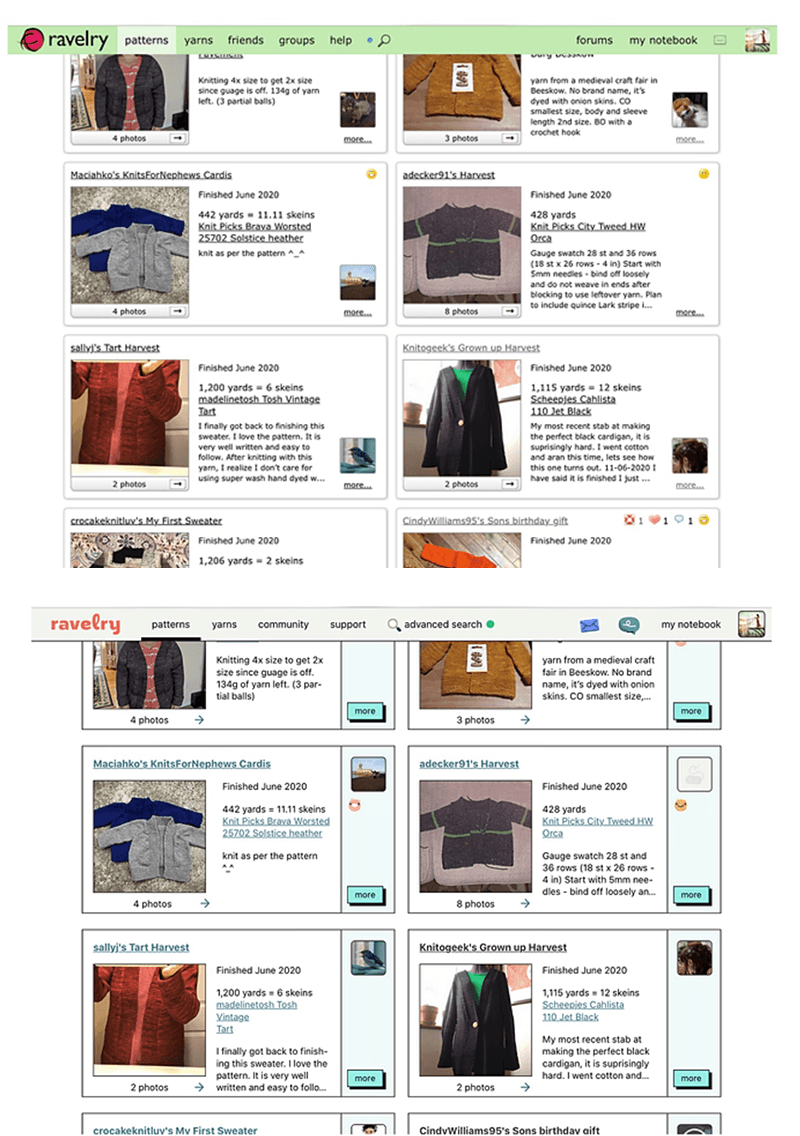 ravelry patterns yarns friends groups help forums my notebook
Pavement
Knitting 4x size to get 2x size
since guage is off. 134g of yarn
left. (3 partial balls)
4 photos
more...
Burg Beeskow
yarn from a medieval craft fair in
Beeskow. No brand name, it's
dyed with onion skins. CO
smallest size, body and sleeve
length 2nd size. BO with a
crochet hook
3 photos
more...
Maciahko's KnitsForNephews Cardis
Finished June 2020
442 yards = 11.11 skeins
Knit Picks Brava Worsted
25702 Solstice heather
knit as per the pattern ^_^
4 photos
more...
adecker91's Harvest
Finished June 2020
428 yards
Knit Picks City Tweed HW
Orca
Gauge swatch 28 st and 36 rows
(18 st x 26 rows - 4 in) Start with
5mm needles - bind off loosely
and do not weave in ends after
blocking to use leftover yarn. Plan
to include quince Lark stripe i...
8 photos
more...
sallyj's Tart Harvest
Finished June 2020
1,200 yards = 6 skeins
madelinetosh Tosh Vintage
Tart
I finally got back to finishing this
sweater. I love the pattern. It is
very well written and easy to
follow. After knitting with this
yarn, I realize I don't care for
using super wash hand dyed w...
2 photos
more...
Knitogeek's Grown up Harvest
Finished June 2020
1,115 yards = 12 skeins
Scheepjes Cahlista
110 Jet Black
My most recent stab at
making the perfect black
cardigan, it is
suprisingly hard. I went cotton
and aran this time, lets see how
this one turns out. 11-06-2020 I
have said it is finished I just ...
2 photos
more...
crocakeknitluv's My First Sweater
Finished June 2020
1,206 yards = 2 skeins
CindyWilliams95's Sons birthday gift
1 1 1
Finished June 2020
ravelry patterns yarns community support advanced search my notebook
Knitting 4x size to get 2x
size since guage is off.
134g of yarn left. (3 par-
tial balls)
4 photos
more
yarn from a medieval craft
fair in Beeskow. No brand
name, it's dyed with onion
skins. CO smallest size,...
3 photos
more
Maciahko's KnitsForNephews Cardis
Finished June 2020
442 yards = 11.11 skeins
Knit Picks Brava Worsted
25702 Solstice heather
knit as per the pattern
^_^
4 photos
more
adecker91's Harvest
Finished June 2020
428 yards
Knit Picks City Tweed HW
Orca
Gauge swatch 28 st and
36 rows (18 st x 26 rows -
4 in) Start with 5mm nee-
dles - bind off loosely an...
8 photos
more
sallyj's Tart Harvest
Finished June 2020
1,200 yards = 6 skeins
madelinetosh Tosh
Vintage
Tart
I finally got back to finish-
ing this sweater. I love the
pattern. It is very well
written and easy to follo...
2 photos
more
Knitogeek's Grown up Harvest
Finished June 2020
1,115 yards = 12 skeins
Scheepjes Cahlista
110 Jet Black
My most recent stab at
making the perfect black
cardigan, it is suprisingly
hard. I went cotton and...
2 photos
more
crocakeknitluv's My First Sweater
CindyWilliams95's Sons birthday gift